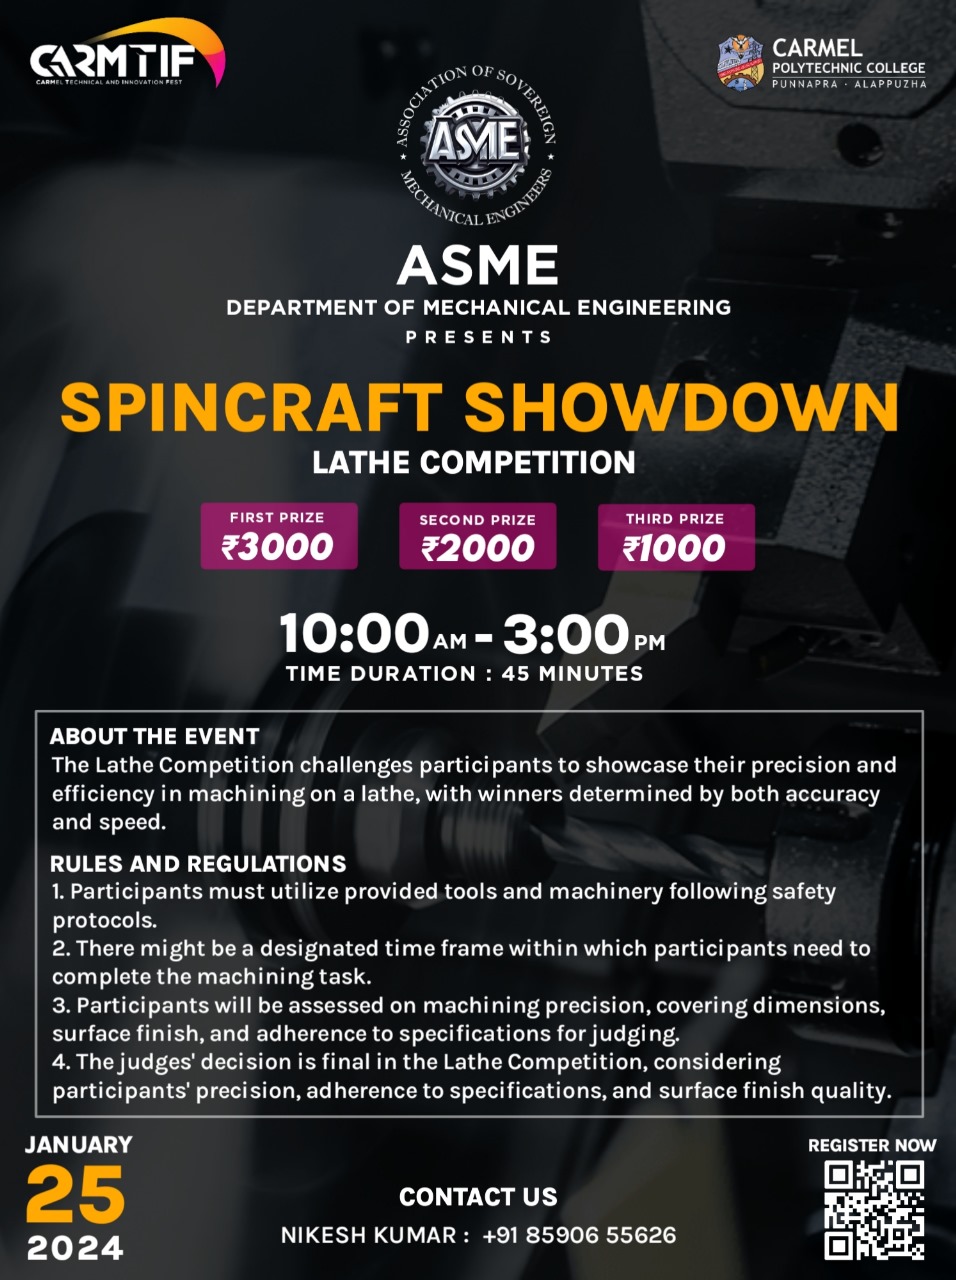 CARMTIF
CARMEL TECHNICAL AND INNOVATION FEST
CARMEL
POLYTECHNIC COLLEGE
PUNNAPRA - ALAPPUZHA
ASSOCIATION OF SOVEREIGN
ASME
MECHANICAL ENGINEERS
ASME
DEPARTMENT OF MECHANICAL ENGINEERING
PRESENTS
SPINCRAFT SHOWDOWN
LATHE COMPETITION
FIRST PRIZE
₹3000
SECOND PRIZE
₹2000
THIRD PRIZE
₹1000
10:00 AM - 3:00 PM
TIME DURATION : 45 MINUTES
ABOUT THE EVENT
The Lathe Competition challenges participants to showcase their precision and
efficiency in machining on a lathe, with winners determined by both accuracy
and speed.
RULES AND REGULATIONS
1. Participants must utilize provided tools and machinery following safety
protocols.
2. There might be a designated time frame within which participants need to
complete the machining task.
3. Participants will be assessed on machining precision, covering dimensions,
surface finish, and adherence to specifications for judging.
4. The judges' decision is final in the Lathe Competition, considering
participants' precision, adherence to specifications, and surface finish quality.
JANUARY
25
2024
CONTACT US
NIKESH KUMAR : +91 85906 55626
REGISTER NOW